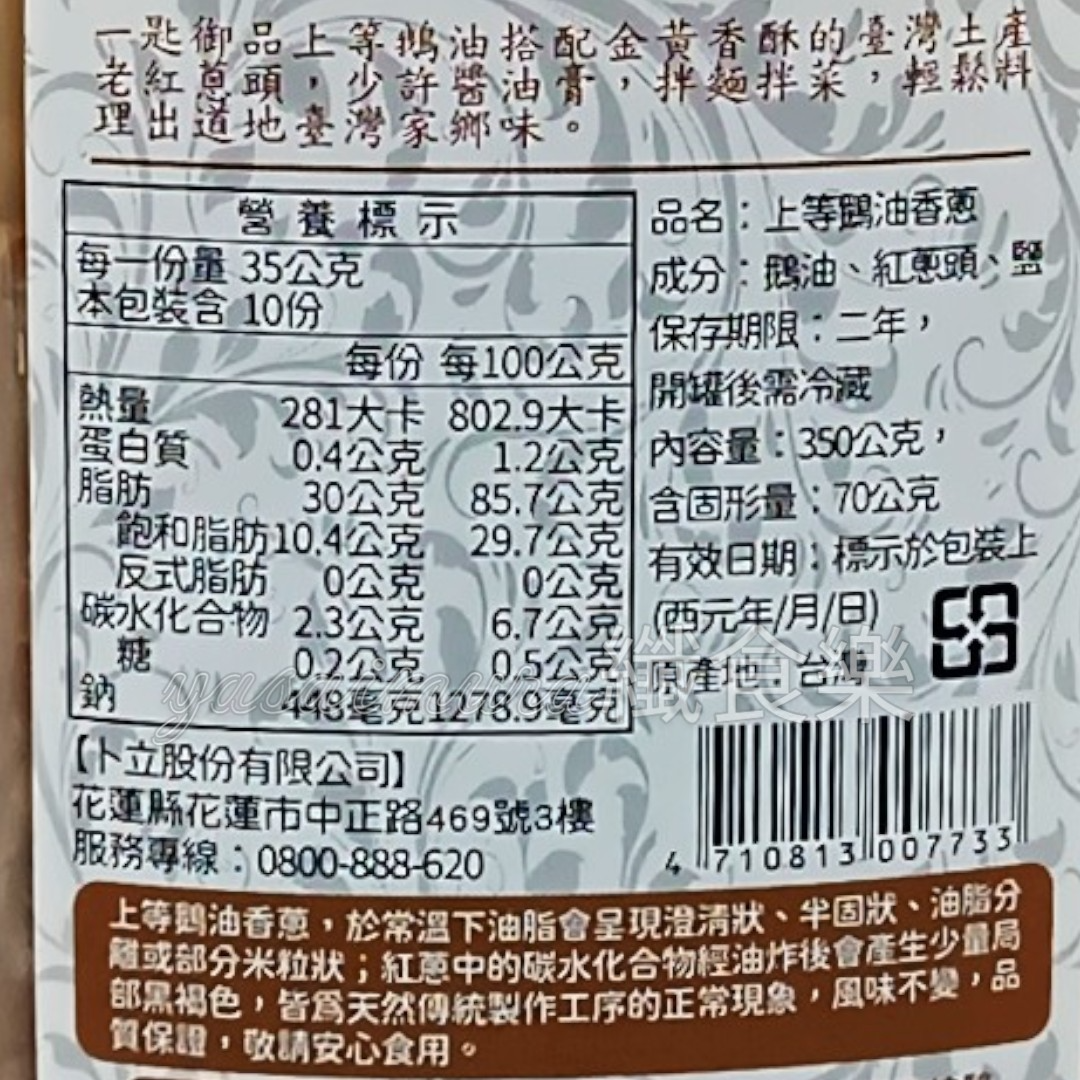 一匙御品上等鵝油搭配金黃香酥的臺灣土產
老紅蔥頭，少許醬油膏，拌麵拌菜，輕鬆料
理出道地臺灣家鄉味。
營養標示
每一份量 35公克
本包裝含 10份
每份 每100公克
熱量 281大卡 802.9大卡
蛋白質 0.4公克 1.2公克
脂肪 30公克 85.7公克
飽和脂肪10.4公克 29.7公克
反式脂肪 0公克 0公克
碳水化合物 2.3公克 6.7公克
糖 0.2公克 0.5公克
鈉 448毫克1278.9毫克
品名：上等鵝油香蔥
成分：鵝油、紅蔥頭、鹽
保存期限：二年，
開罐後需冷藏
內容量：350公克，
含固形量：70公克
有效日期：標示於包裝上
(西元年/月/日)
原產地：台灣
纖食樂
【卜立股份有限公司】
花蓮縣花蓮市中正路469號3樓
服務專線：0800-888-620
4 710813 007733
上等鵝油香蔥，於常溫下油脂會呈現澄清狀、半固狀、油脂分
離或部分米粒狀；紅蔥中的碳水化合物經油炸後會產生少量局
部黑褐色，皆為天然傳統製作工序的正常現象，風味不變，品
質保證，敬請安心食用。